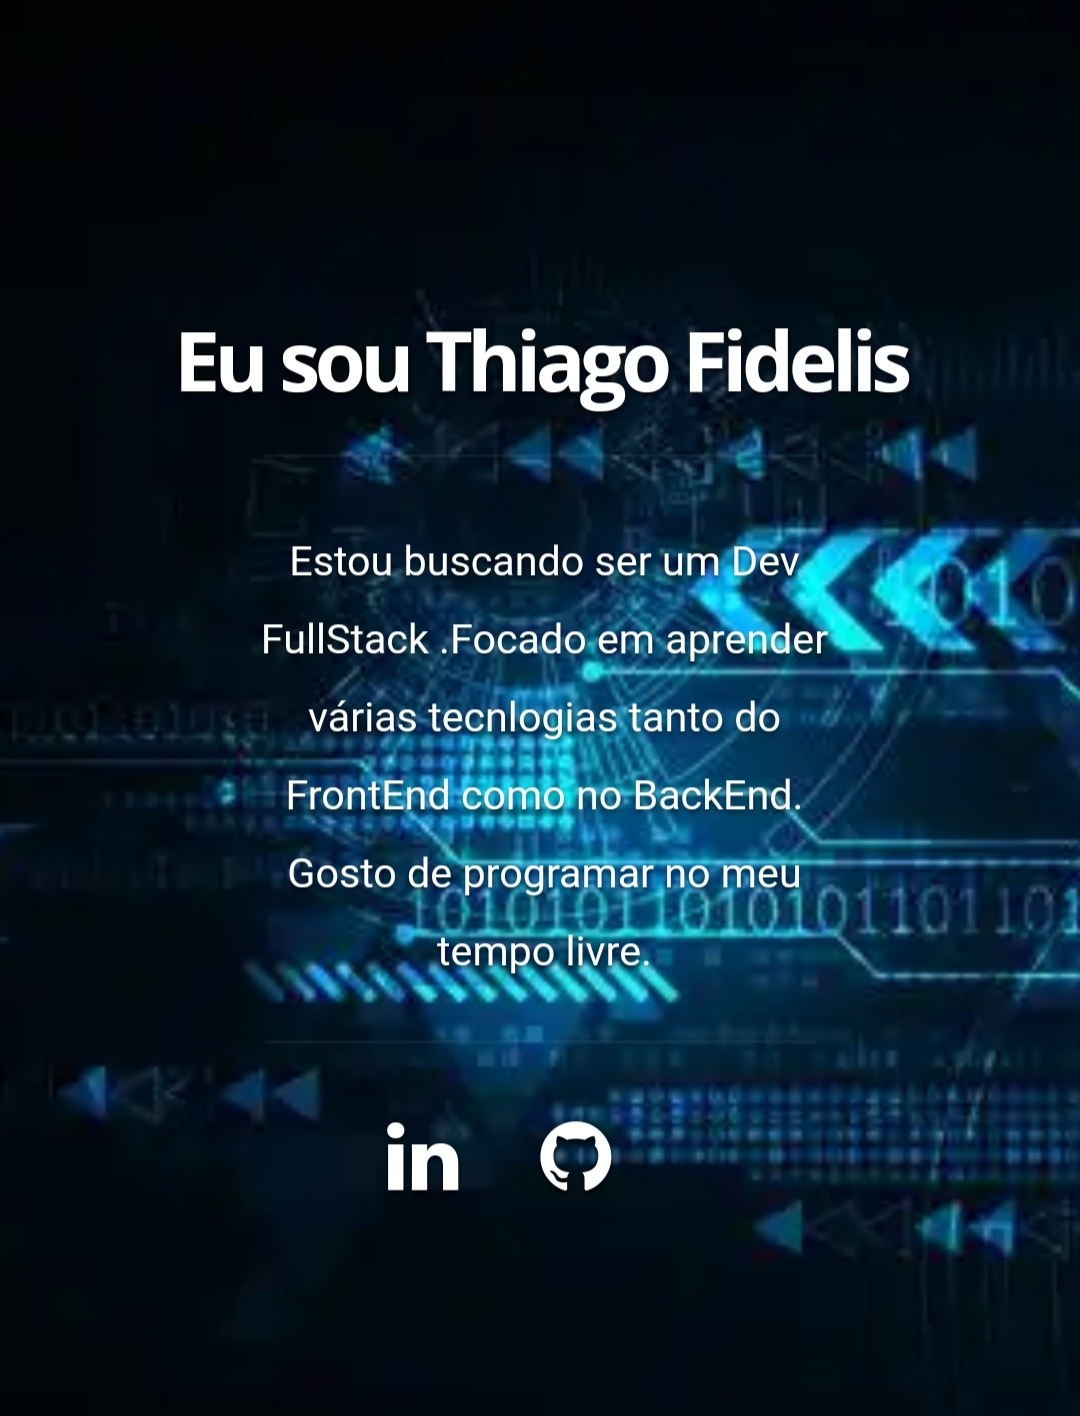 Eu sou Thiago Fidelis
Estou buscando ser um Dev
FullStack .Focado em aprender
várias tecnlogias tanto do
FrontEnd como no BackEnd.
Gosto de programar no meu
tempo livre.
in